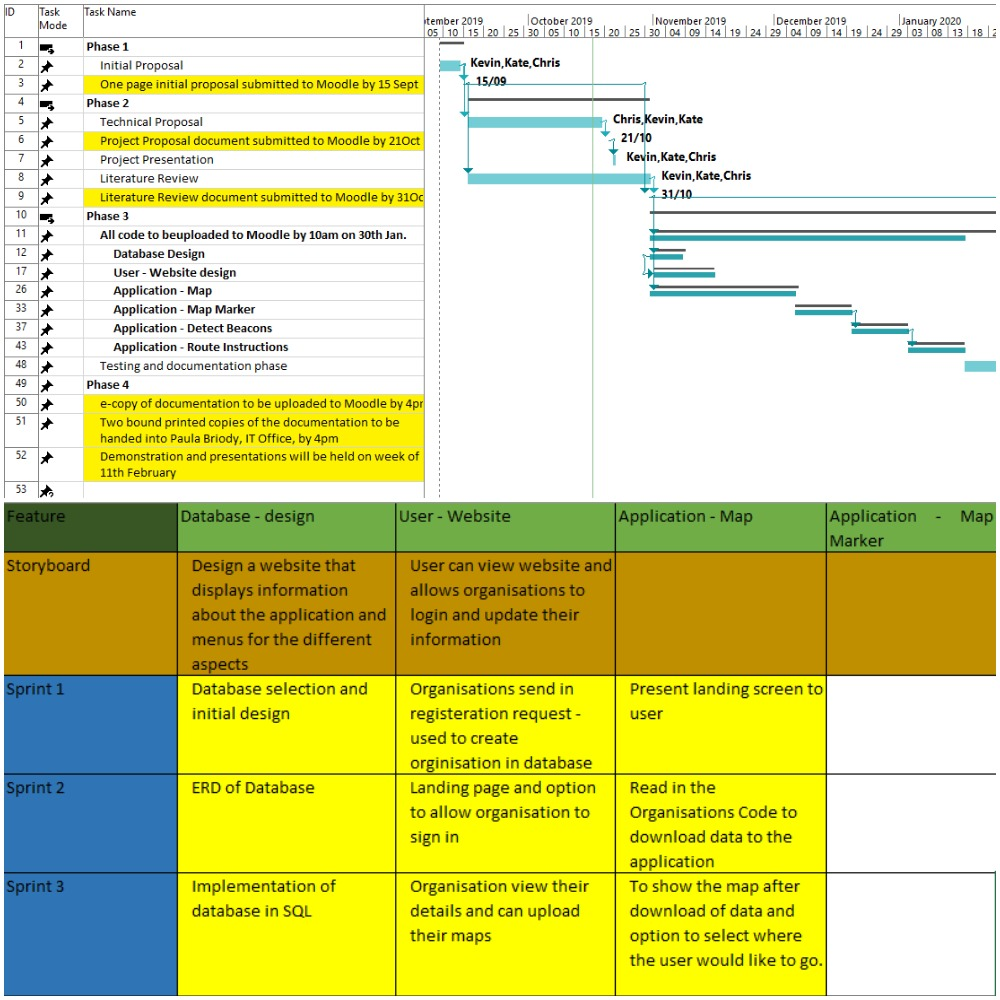 ID Task Mode Task Name
tember 2019 October 2019 November 2019 December 2019 January 2020
05 10 15 20 25 30 05 10 15 20 25 30 04 09 14 19 24 29 04 09 14 19 24 29 03 08 13 18 2
1 Phase 1
2 Initial Proposal Kevin,Kate,Chris
3 One page initial proposal submitted to Moodle by 15 Sept 15/09
4 Phase 2
5 Technical Proposal Chris,Kevin,Kate
6 Project Proposal document submitted to Moodle by 21Oct 21/10
7 Project Presentation Kevin,Kate,Chris
8 Literature Review Kevin,Kate,Chris
9 Literature Review document submitted to Moodle by 31Oc 31/10
10 Phase 3
11 All code to beuploaded to Moodle by 10am on 30th Jan.
12 Database Design
17 User - Website design
26 Application - Map
33 Application - Map Marker
37 Application - Detect Beacons
43 Application - Route Instructions
48 Testing and documentation phase
49 Phase 4
50 e-copy of documentation to be uploaded to Moodle by 4pr
51 Two bound printed copies of the documentation to be
handed into Paula Briody, IT Office, by 4pm
52 Demonstration and presentations will be held on week of
11th February
53
Feature
Database - design
User - Website
Application - Map
Application - Map
Marker
Storyboard
Design a website that
displays information
about the application and
menus for the different
aspects
User can view website and
allows organisations to
login and update their
information
Sprint 1
Database selection and
initial design
Organisations send in
registeration request -
used to create
orginisation in database
Present landing screen to
user
Sprint 2
ERD of Database
Landing page and option
to allow organisation to
sign in
Read in the
Organisations Code to
download data to the
application
Sprint 3
Implementation of
database in SQL
Organisation view their
details and can upload
their maps
To show the map after
download of data and
option to select where
the user would like to go.